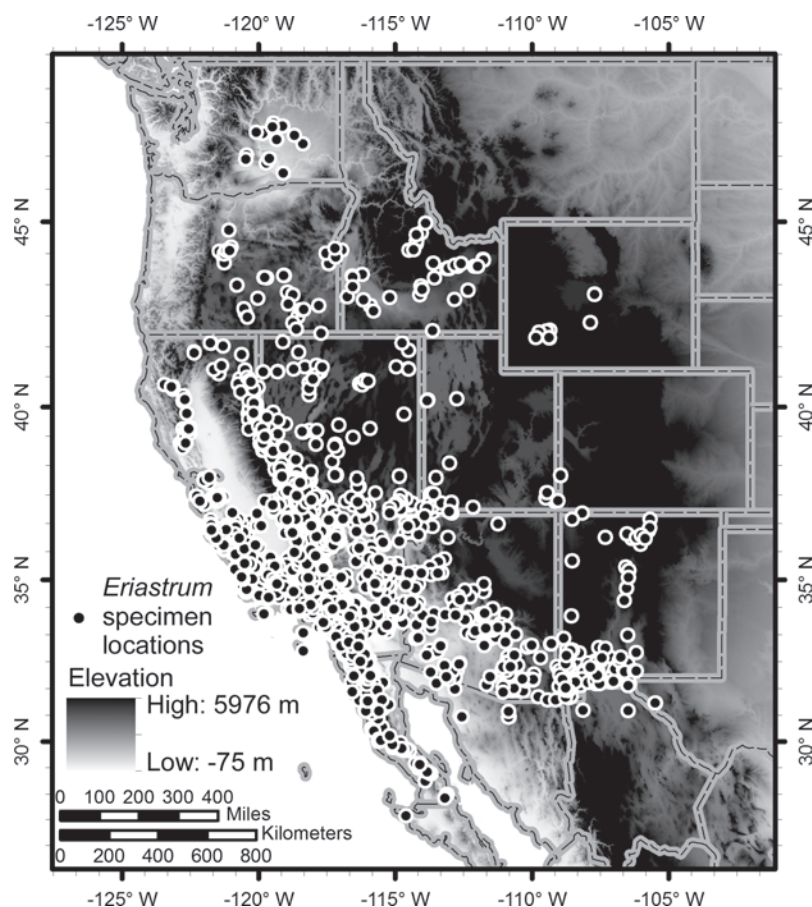 -125° W -120° W -115° W -110° W -105° W
45° N 45° N
40° N 40° N
35° N 35° N
30° N 30° N
Eriastrum
specimen
locations
Elevation
High: 5976 m
Low: -75 m
0 100 200 300 400
Miles
Kilometers
0 200 400 600 800
-125° W -120° W -115° W -110° W -105° W